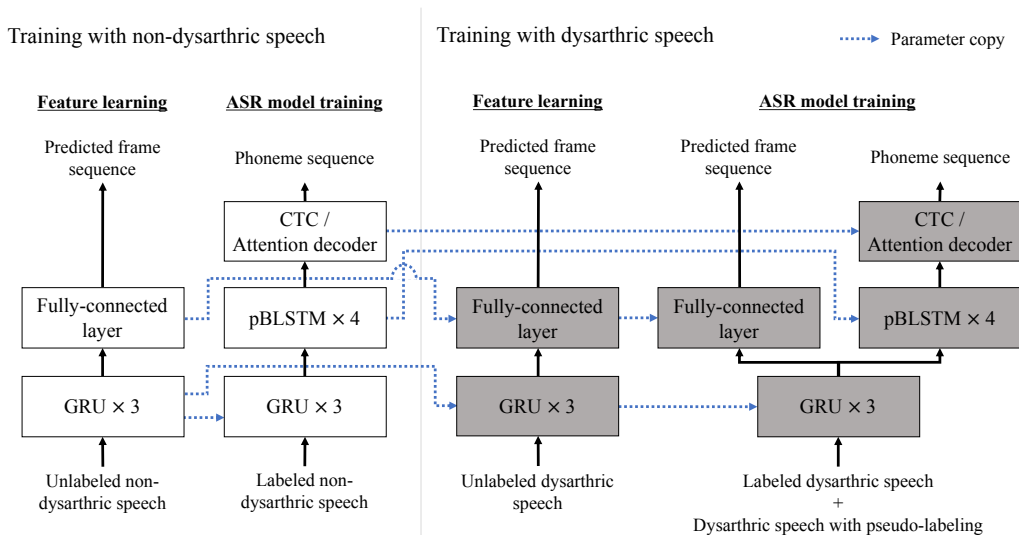 Training with non-dysarthric speech
Training with dysarthric speech
Parameter copy
Feature learning
ASR model training
Feature learning
ASR model training
Predicted frame
sequence
Phoneme sequence
Predicted frame
sequence
Predicted frame
sequence
Phoneme sequence
CTC /
Attention decoder
CTC /
Attention decoder
Fully-connected
layer
pBLSTM × 4
Fully-connected
layer
Fully-connected
layer
pBLSTM × 4
GRU × 3
GRU × 3
GRU × 3
GRU × 3
Unlabeled non-
dysarthric speech
Labeled non-
dysarthric speech
Unlabeled dysarthric
speech
Labeled dysarthric speech
+
Dysarthric speech with pseudo-labeling